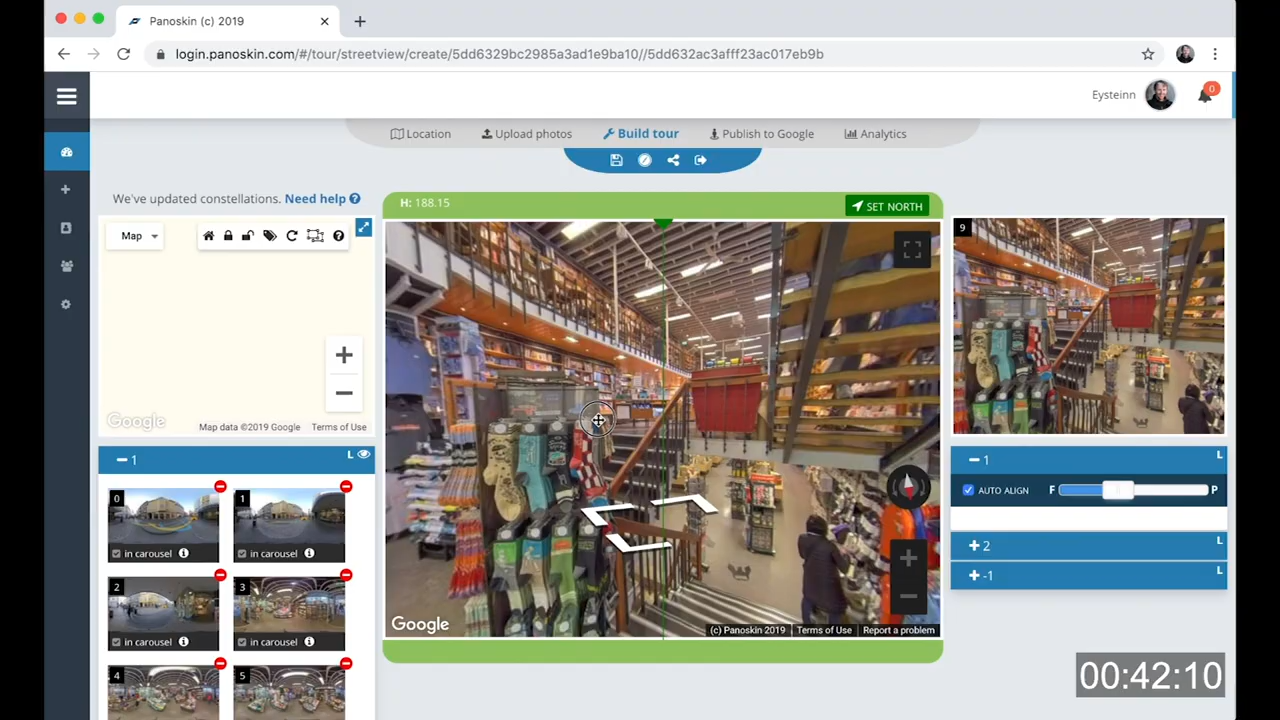 Panoskin (c) 2019
login.panoskin.com/#/tour/streetview/create/5dd6329bc2985a3ad1e9ba10//5dd632ac3afff23ac017eb9b
Eysteinn
0
Location
Upload photos
Build tour
Publish to Google
Analytics
We've updated constellations. Need help
H: 188.15
SET NORTH
Map
Google
Map data ©2019 Google
Terms of Use
1
L
0
in carousel
1
in carousel
2
in carousel
3
in carousel
4
5
Google
(c) Panoskin 2019
Terms of Use
Report a problem
9
1
L
AUTO ALIGN
F
P
2
L
-1
L
00:42:10